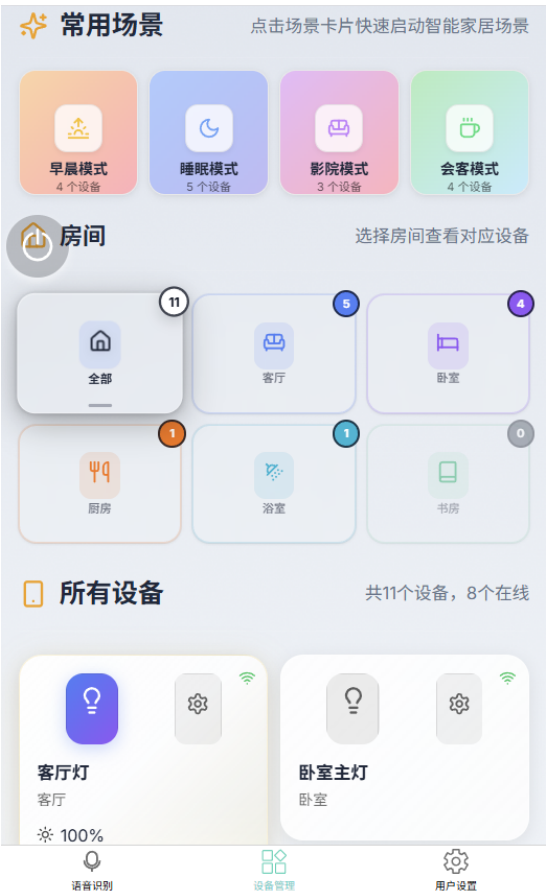 常用场景
点击场景卡片快速启动智能家居场景
早晨模式
4 个设备
睡眠模式
5 个设备
影院模式
3 个设备
会客模式
4 个设备
房间
选择房间查看对应设备
11
全部
5
客厅
4
卧室
1
厨房
1
浴室
0
书房
所有设备
共11个设备，8个在线
客厅灯
客厅
100%
卧室主灯
卧室
语音识别
设备管理
用户设置